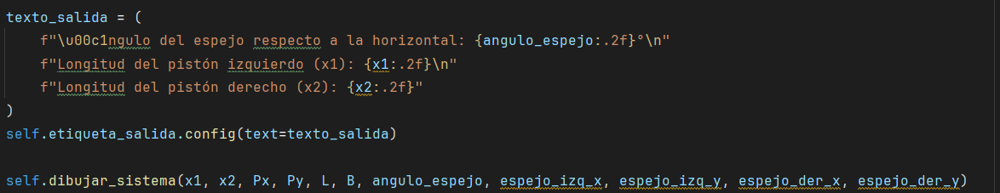 texto_salida = (
    f"\u00c1ngulo del espejo respecto a la horizontal: {angulo_espejo:.2f}°\n"
    f"Longitud del pistón izquierdo (x1): {x1:.2f}\n"
    f"Longitud del pistón derecho (x2): {x2:.2f}"
)
self.etiqueta_salida.config(text=texto_salida)
self.dibujar_sistema(x1, x2, Px, Py, L, B, angulo_espejo, espejo_izq_x, espejo_izq_y, espejo_der_x, espejo_der_y)